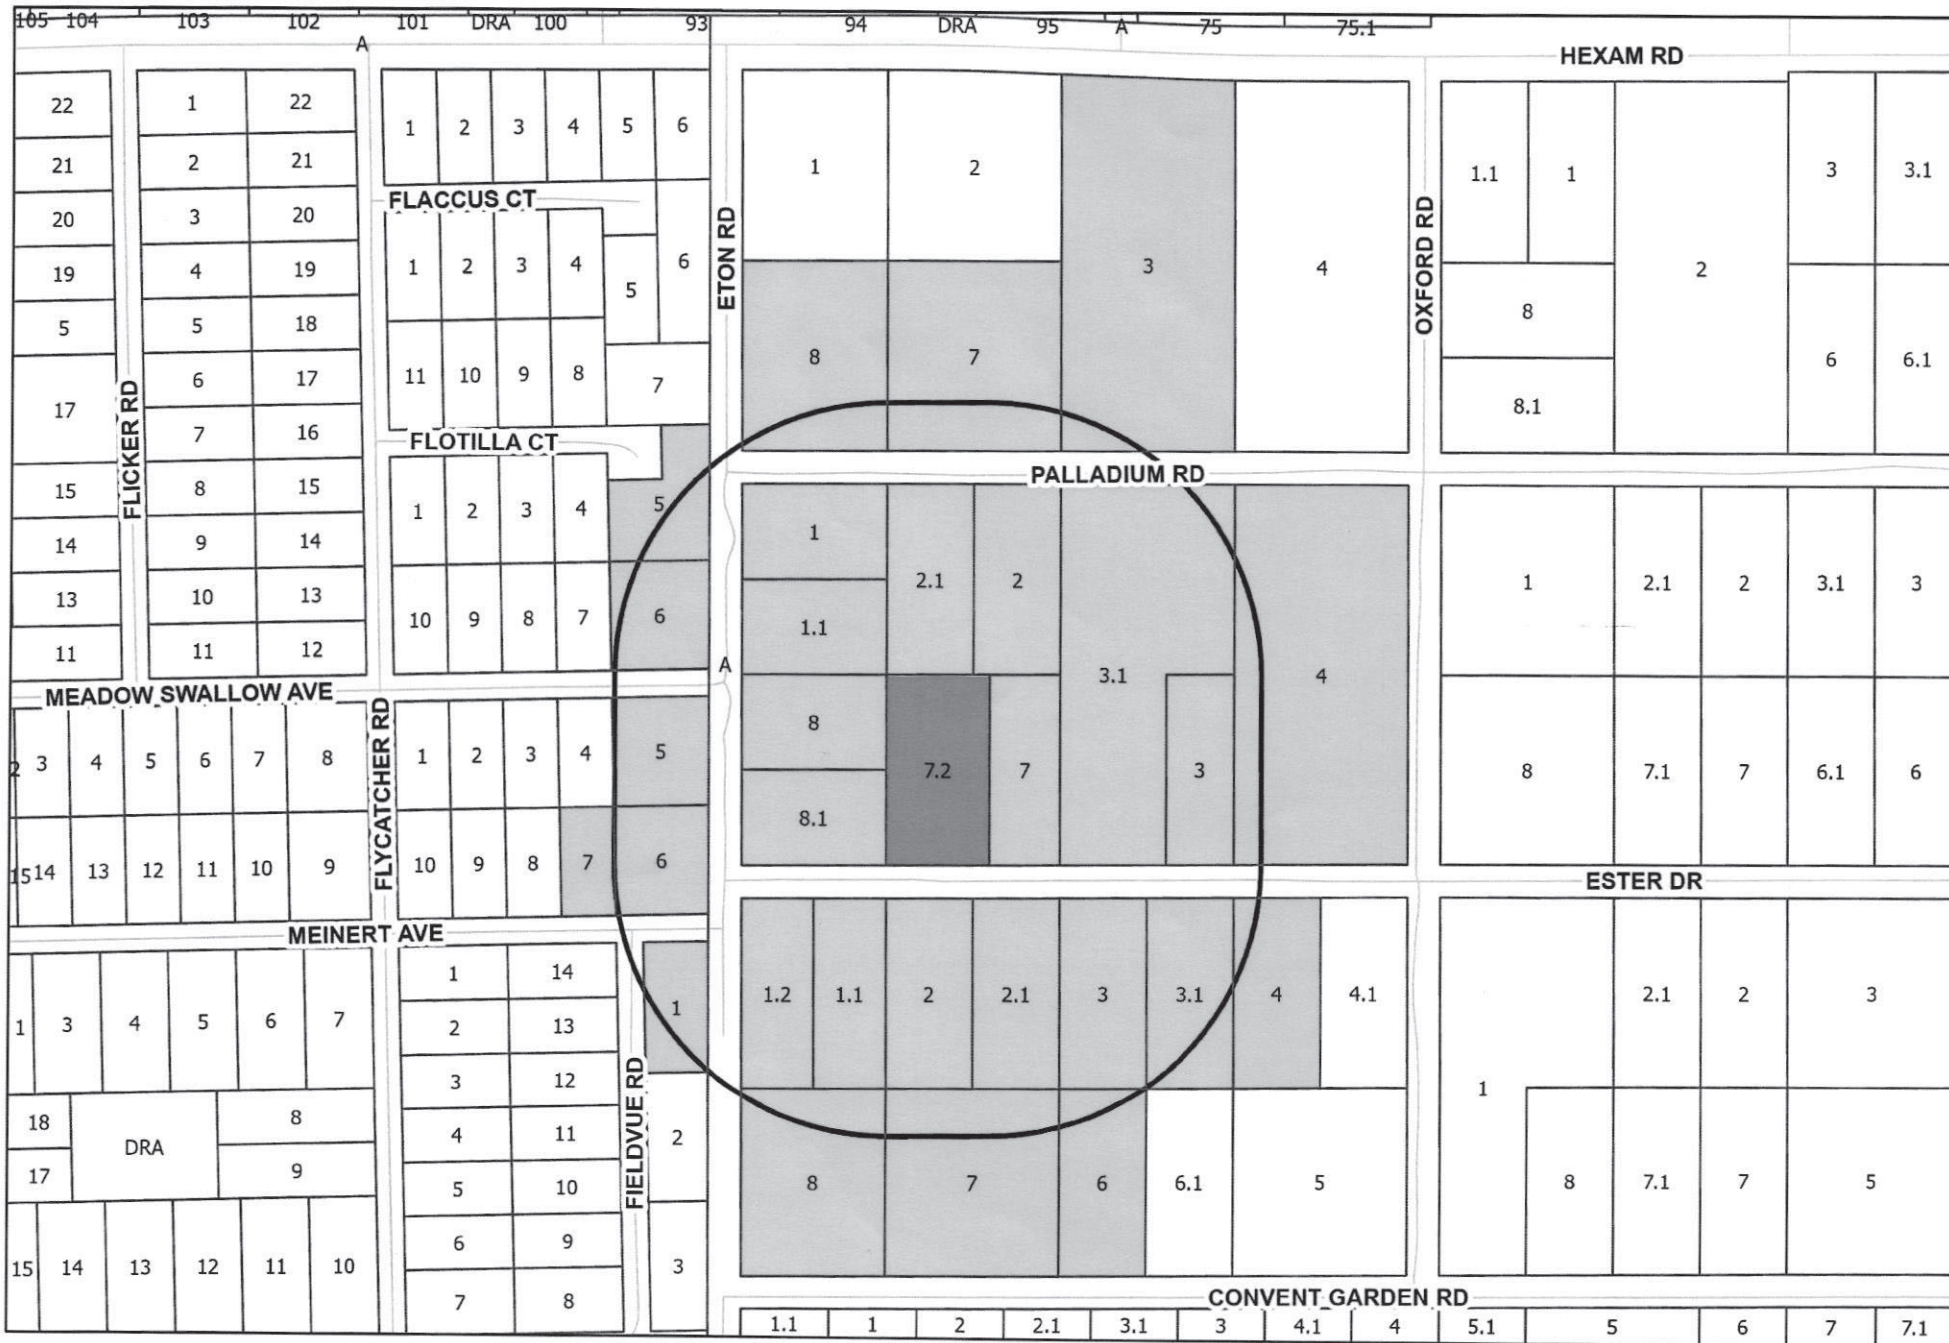 105 104 103 102 101 DRA 100 93 94 DRA 95 A 75 75.1
A
HEXAM RD
22 1 22 1 2 3 4 5 6
21 2 21
20 3 20
19 4 19
5 5 18
17 6 17
7 16
15 8 15
14 9 14
13 10 13
11 11 12
FLICKER RD
FLACCUS CT
1 2 3 4 5 6
11 10 9 8 7
FLOTILLA CT
1 2 3 4 5
10 9 8 7 6
ETON RD
A
1 2 3 4
8 7
OXFORD RD
1.1 1 2 3 3.1
8 6 6.1
8.1
PALLADIUM RD
1 2.1 2 3.1 4
1.1
8 7.2 7 3
8.1
1 2.1 2 3.1 3
8 7.1 7 6.1 6
MEADOW SWALLOW AVE
FLYCATCHER RD
2 3 4 5 6 7 8 1 2 3 4 5
15 14 13 12 11 10 9 10 9 8 7 6
ESTER DR
MEINERT AVE
1 3 4 5 6 7
18 DRA 8
17 9
15 14 13 12 11 10
1 14
2 13
3 12
4 11
5 10
6 9
7 8
FIELDVUE RD
1
2
3
1.2 1.1 2 2.1 3 3.1 4 4.1
8 7 6 6.1 5
1 2.1 2 3
8 7.1 7 5
CONVENT GARDEN RD
1.1 1 2 2.1 3.1 3 4.1 4 5.1 5 6 7 7.1